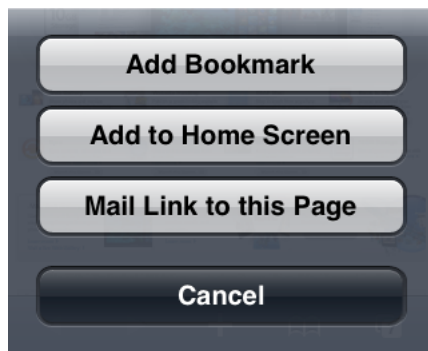 Add Bookmark
Add to Home Screen
Mail Link to this Page
Cancel